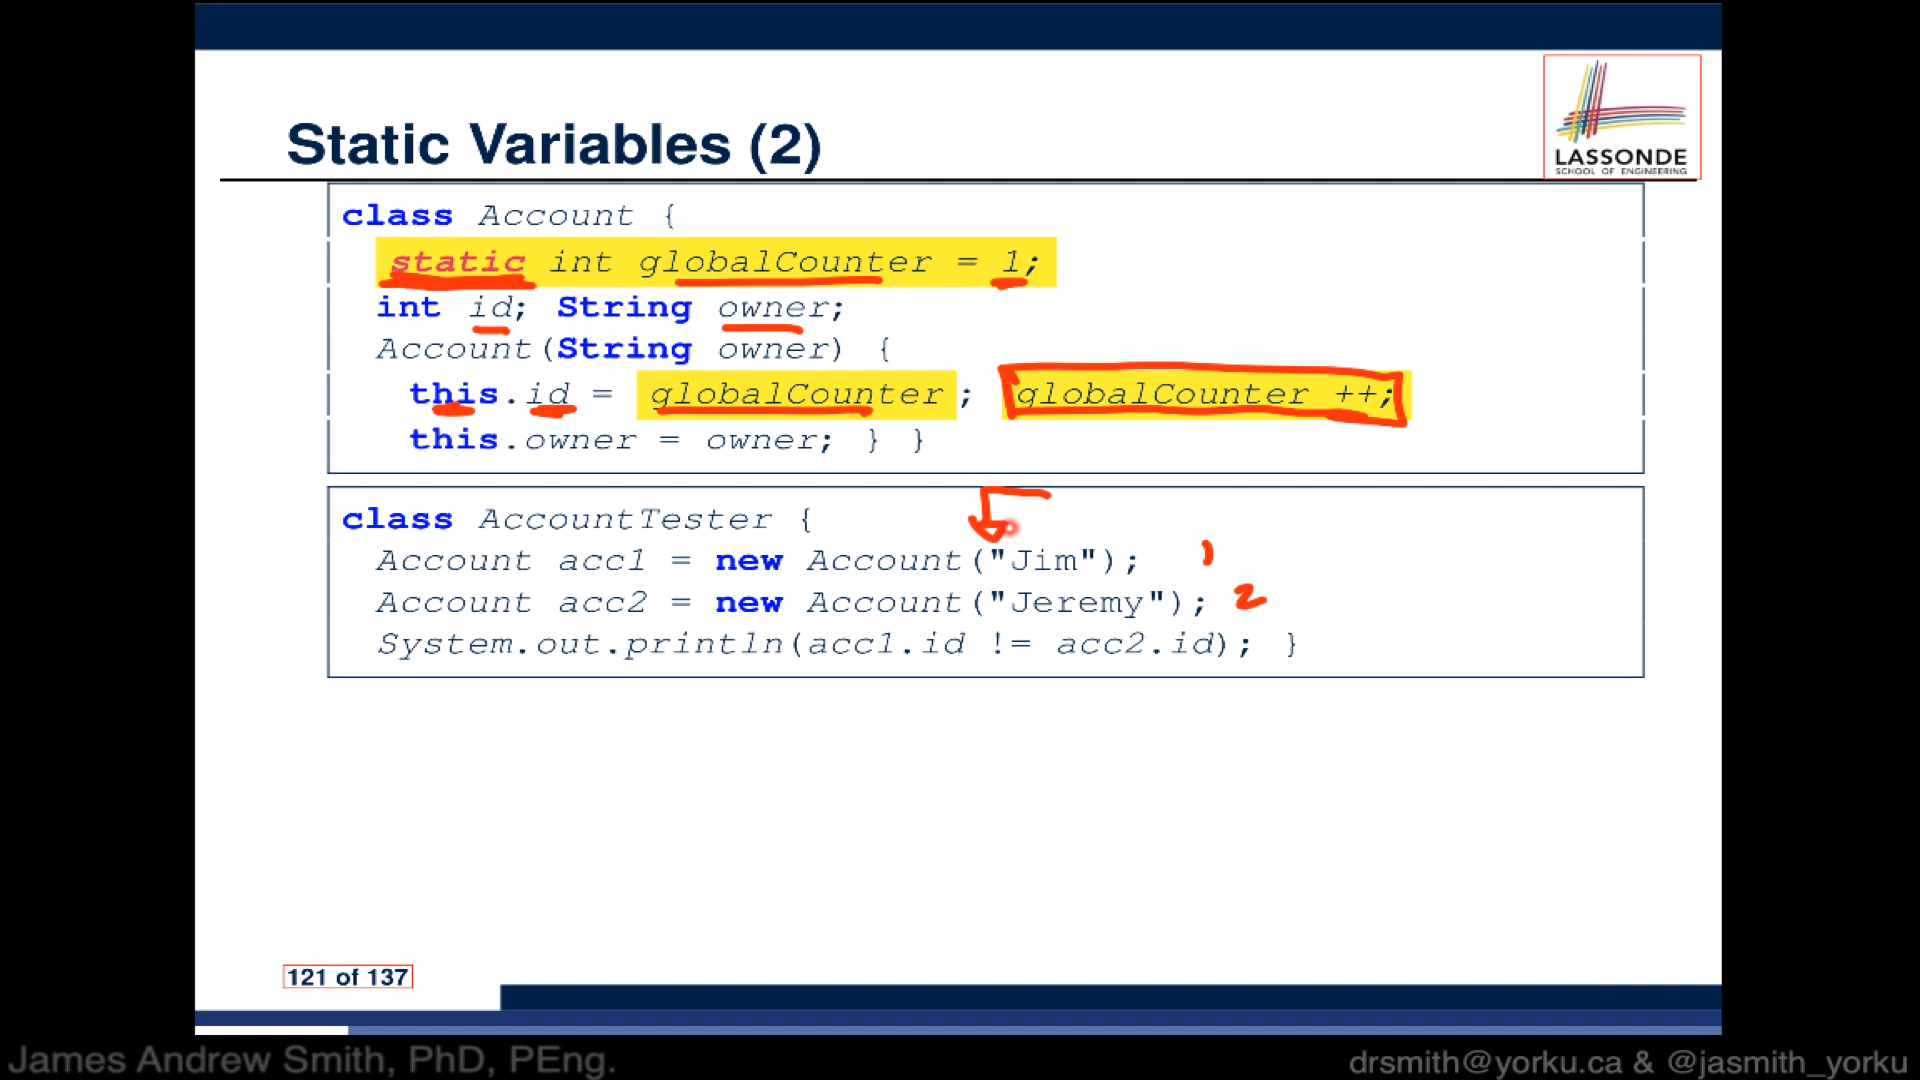 LASSONDE
SCHOOL OF ENGINEERING
Static Variables (2)
class Account {
static int globalCounter = 1;
int id; String owner;
Account(String owner) {
this.id = globalCounter ; globalCounter ++;
this.owner = owner; } }
class AccountTester {
Account acc1 = new Account("Jim"); 1
Account acc2 = new Account("Jeremy"); 2
System.out.println(acc1.id != acc2.id); }
121 of 137
James Andrew Smith, PhD, PEng.
drsmith@yorku.ca & @jasmith_yorku